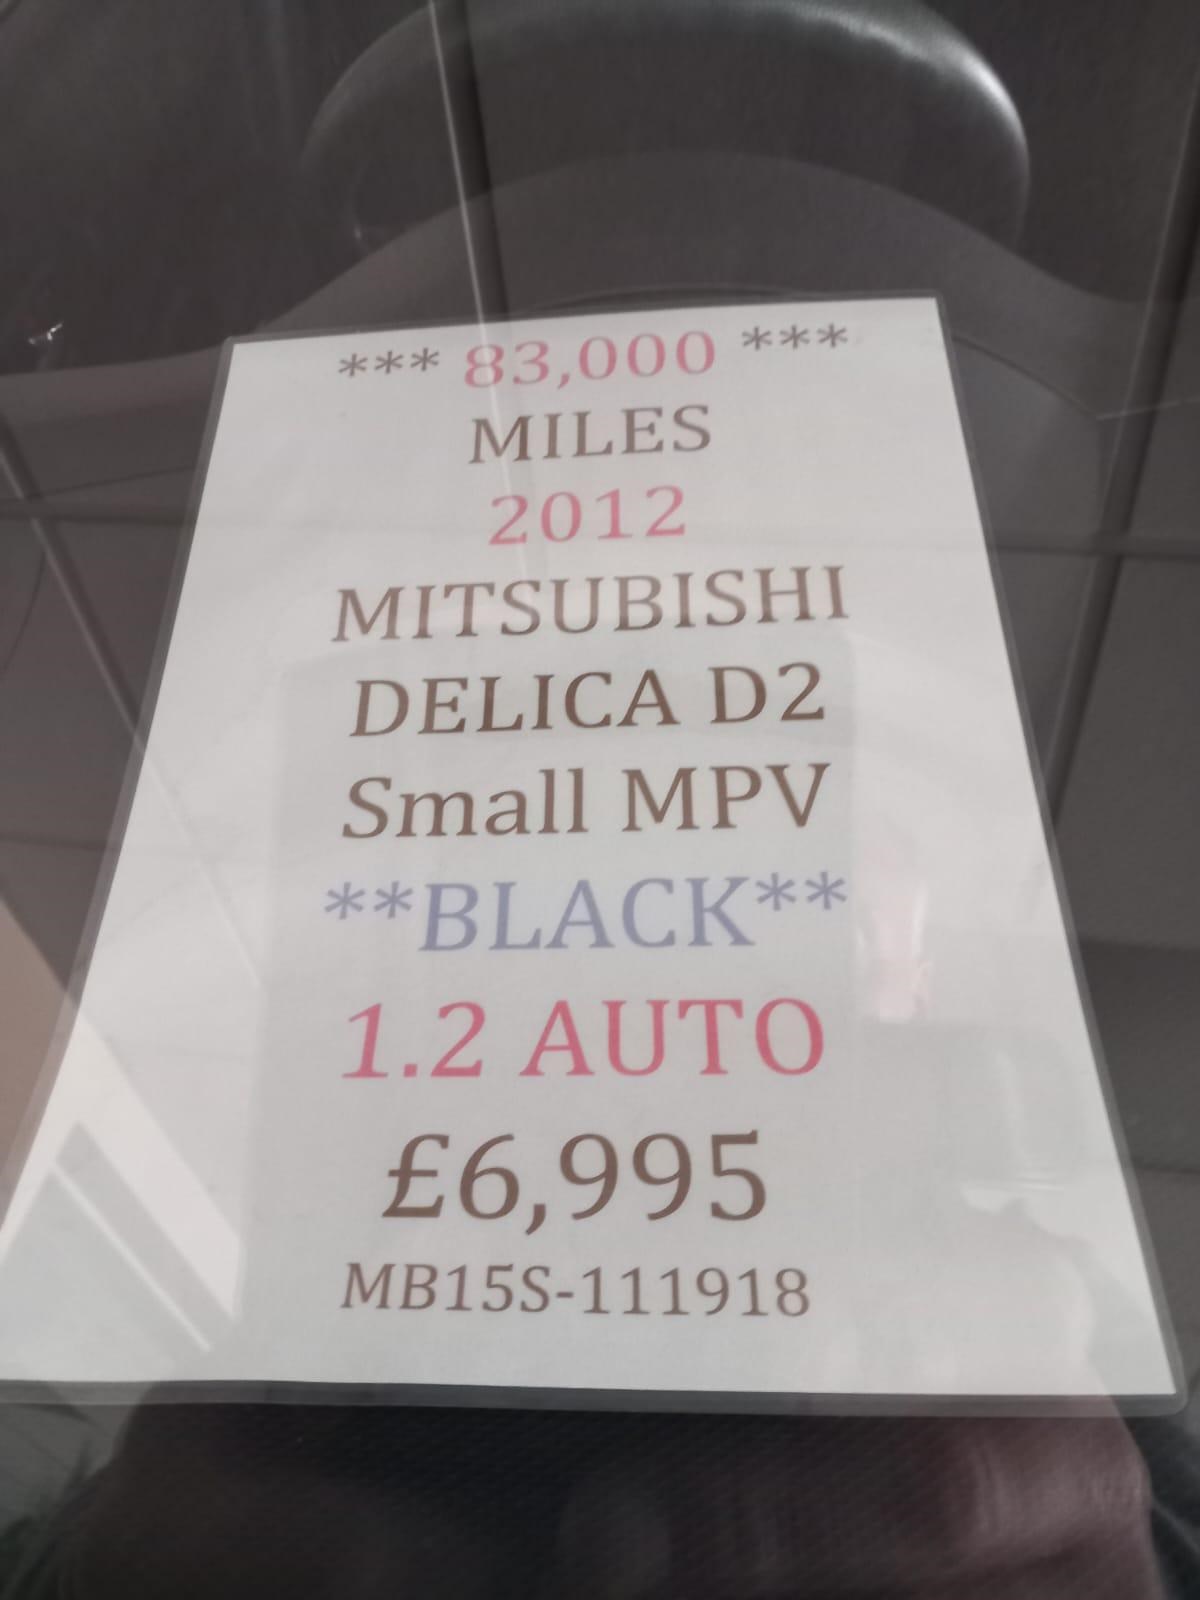 *** 83,000 ***
MILES
2012
MITSUBISHI
DELICA D2
Small MPV
**BLACK**
1.2 AUTO
£6,995
MB15S-111918